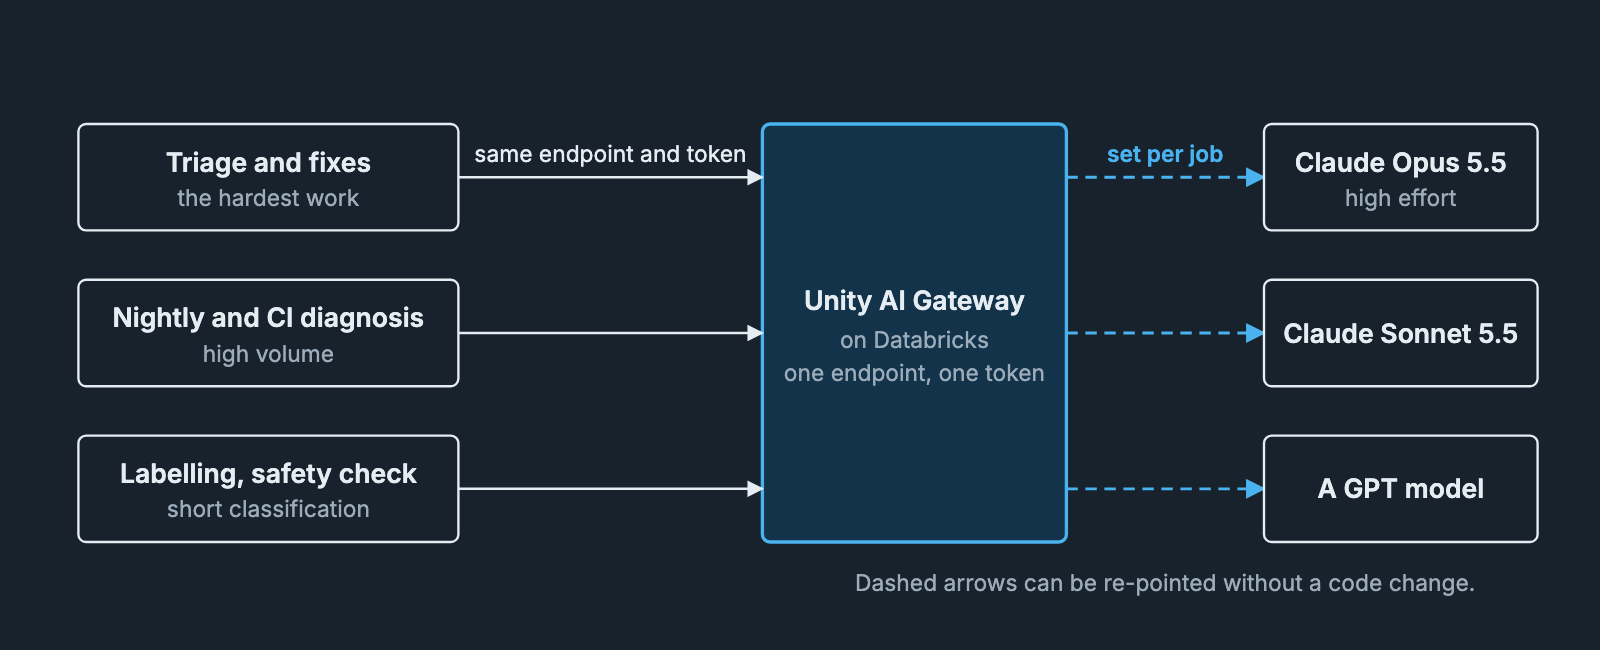 Triage and fixes
the hardest work
same endpoint and token
set per job
Claude Opus 5.5
high effort
Nightly and CI diagnosis
high volume
Unity AI Gateway
on Databricks
one endpoint, one token
Claude Sonnet 5.5
Labelling, safety check
short classification
A GPT model
Dashed arrows can be re-pointed without a code change.